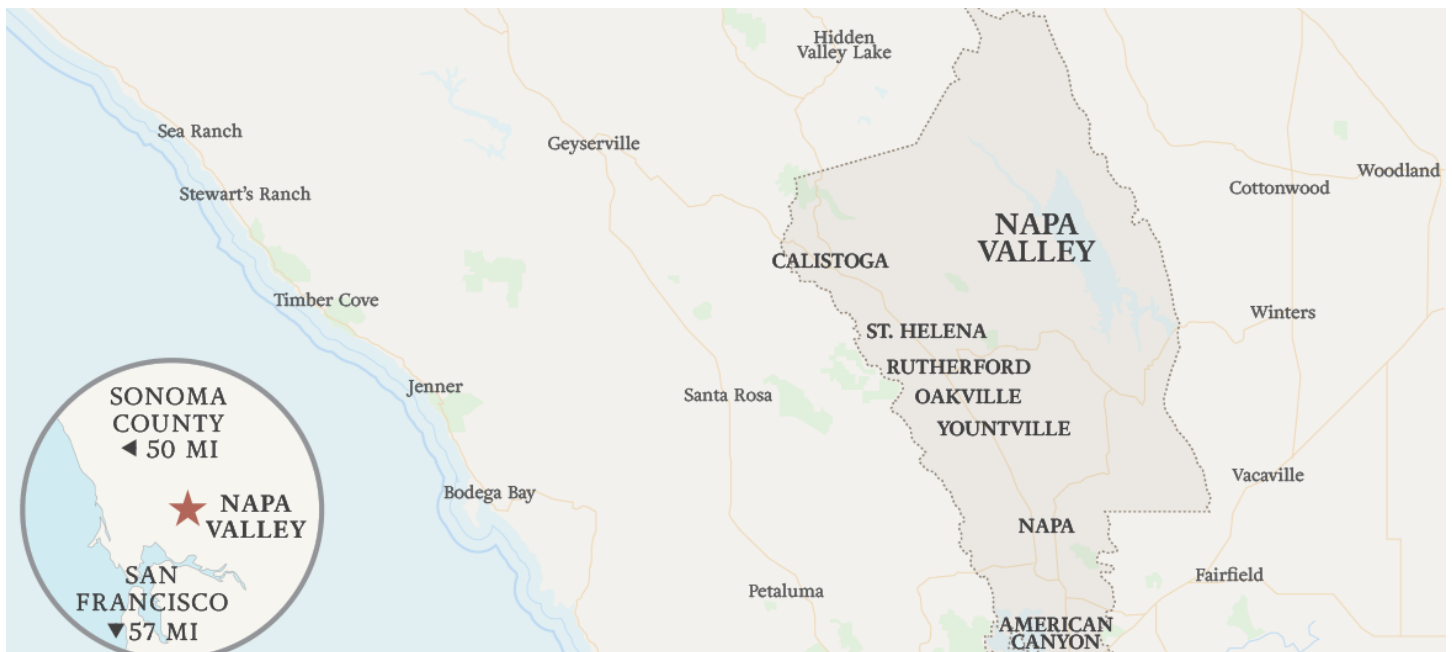 Hidden
Valley Lake
Sea Ranch
Geyserville
Woodland
Cottonwood
Stewart's Ranch
NAPA
VALLEY
CALISTOGA
Timber Cove
Winters
ST. HELENA
RUTHERFORD
Jenner
Santa Rosa
OAKVILLE
YOUNTVILLE
Vacaville
Bodega Bay
NAPA
Fairfield
Petaluma
AMERICAN
CANYON
SONOMA
COUNTY
◀ 50 MI
NAPA
VALLEY
SAN
FRANCISCO
▼57 MI